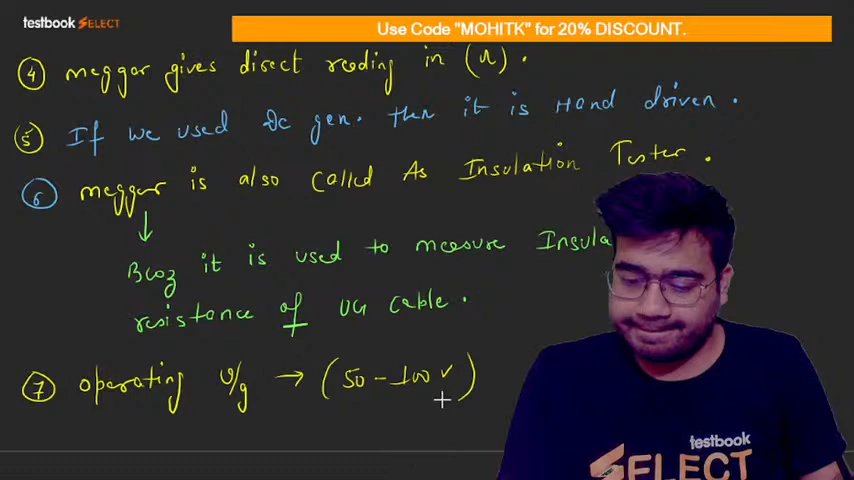 testbook SELECT
Use Code "MOHITK" for 20% DISCOUNT.
④ meggar gives direct reading in (Ω).
⑤ If we used Dc gen. then it is Hand driven.
⑥ meggar is also called As Insulation Tester.
↓
Bcoz it is used to measure Insula
resistance of UG cable.
⑦ operating v/g → (50-100 v)
testbook
SELECT